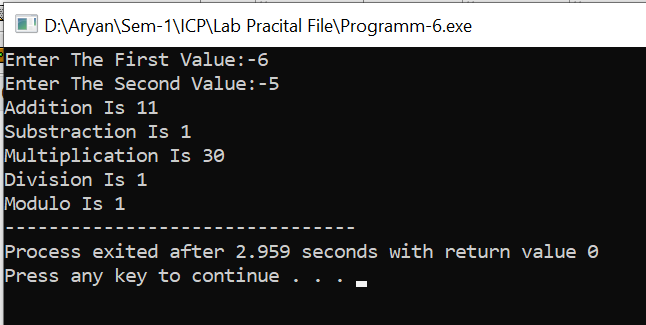 D:\Aryan\Sem-1\ICP\Lab Pracital File\Programm-6.exe
Enter The First Value:-6
Enter The Second Value:-5
Addition Is 11
Substraction Is 1
Multiplication Is 30
Division Is 1
Modulo Is 1
--------------------------------
Process exited after 2.959 seconds with return value 0
Press any key to continue . . .